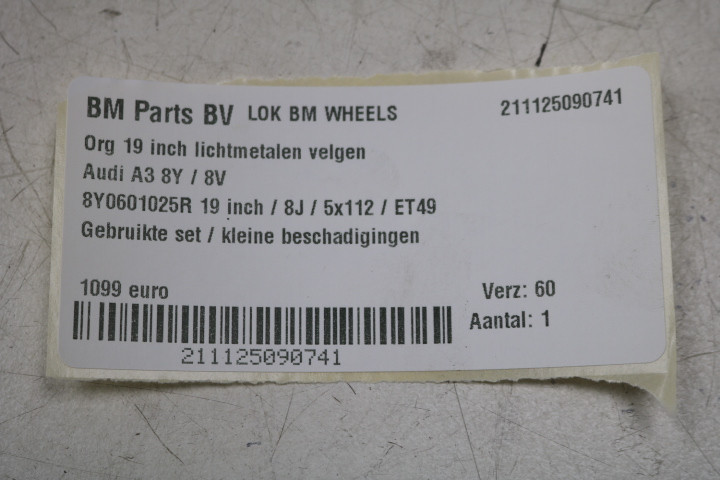 BM Parts BV LOK BM WHEELS 211125090741
Org 19 inch lichtmetalen velgen
Audi A3 8Y / 8V
8Y0601025R 19 inch / 8J / 5x112 / ET49
Gebruikte set / kleine beschadigingen
1099 euro Verz: 60
Aantal: 1
211125090741